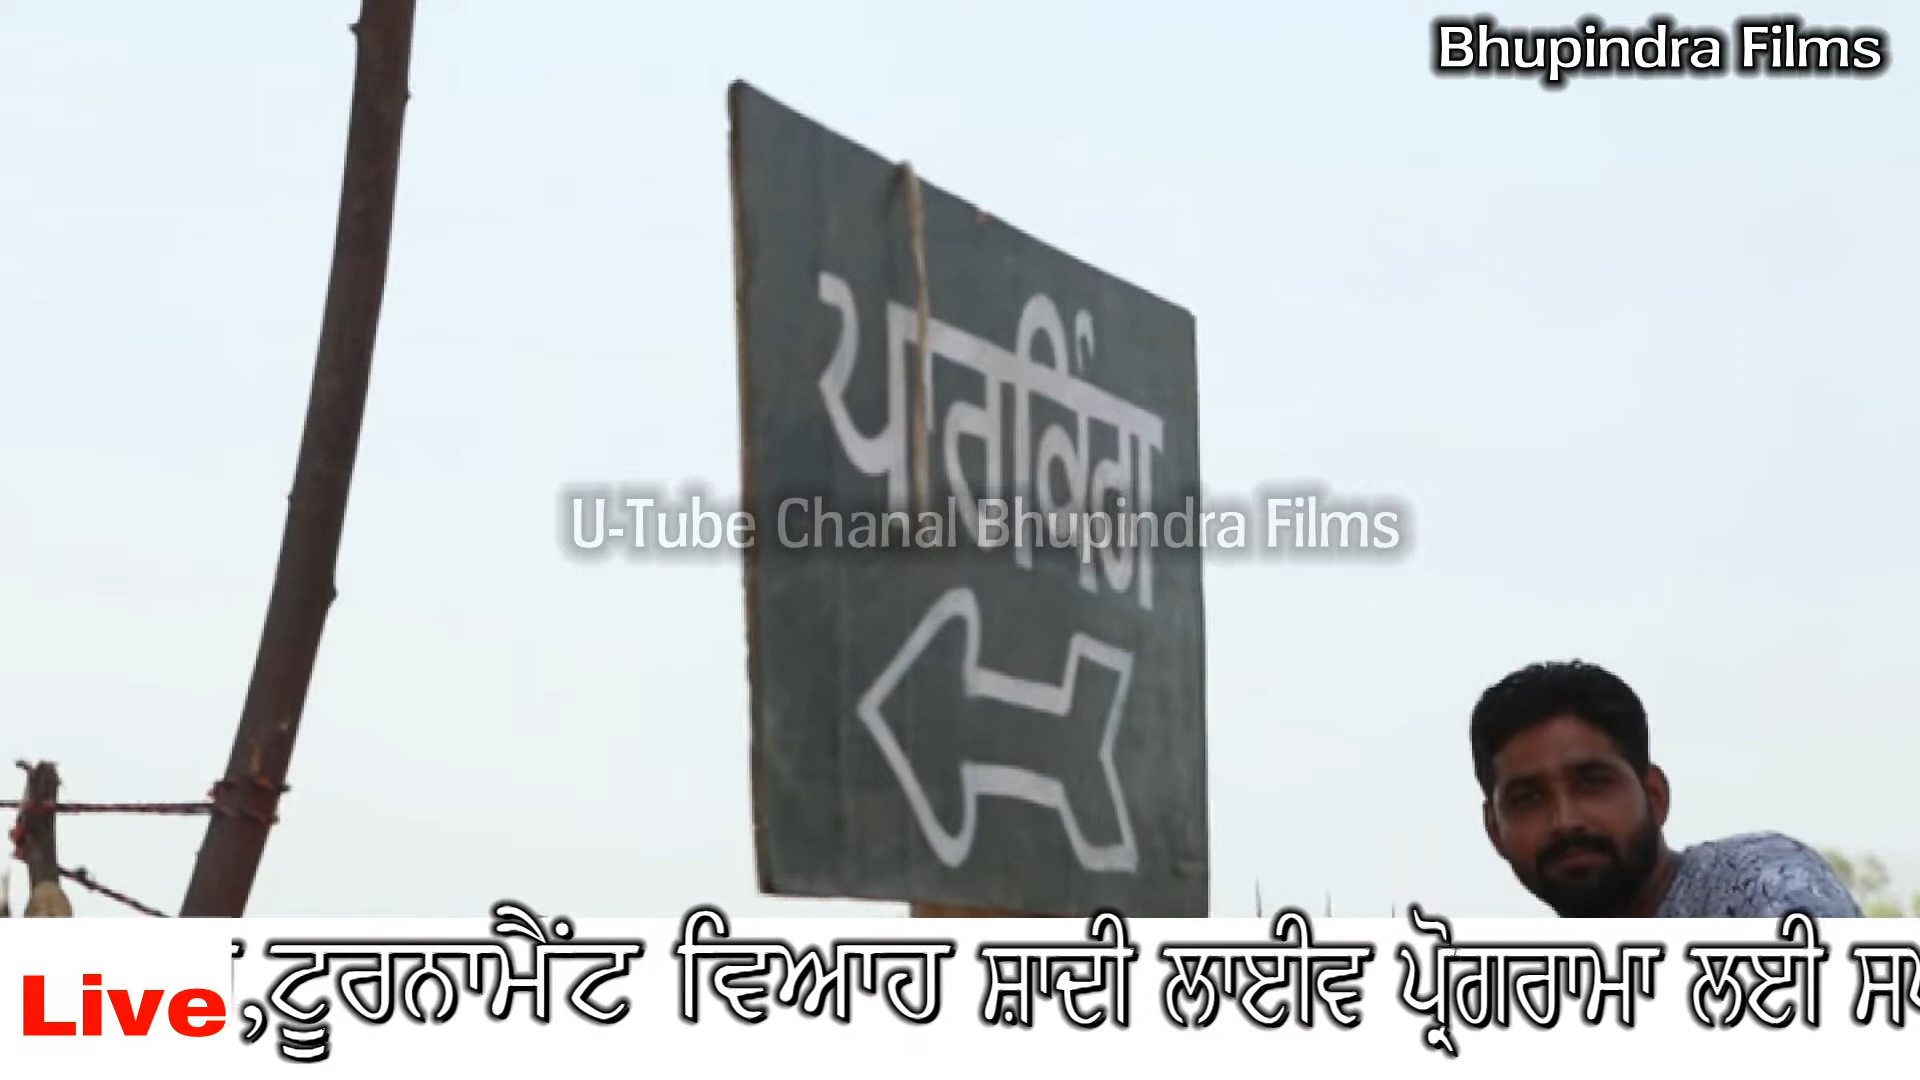 Bhupindra Films
ਪਾਰਕਿੰਗ
U-Tube Chanal Bhupindra Films
Live ,ਟੂਰਨਾਮੈਂਟ ਵਿਆਹ ਸ਼ਾਦੀ ਲਾਈਵ ਪ੍ਰੋਗਰਾਮਾ ਲਈ